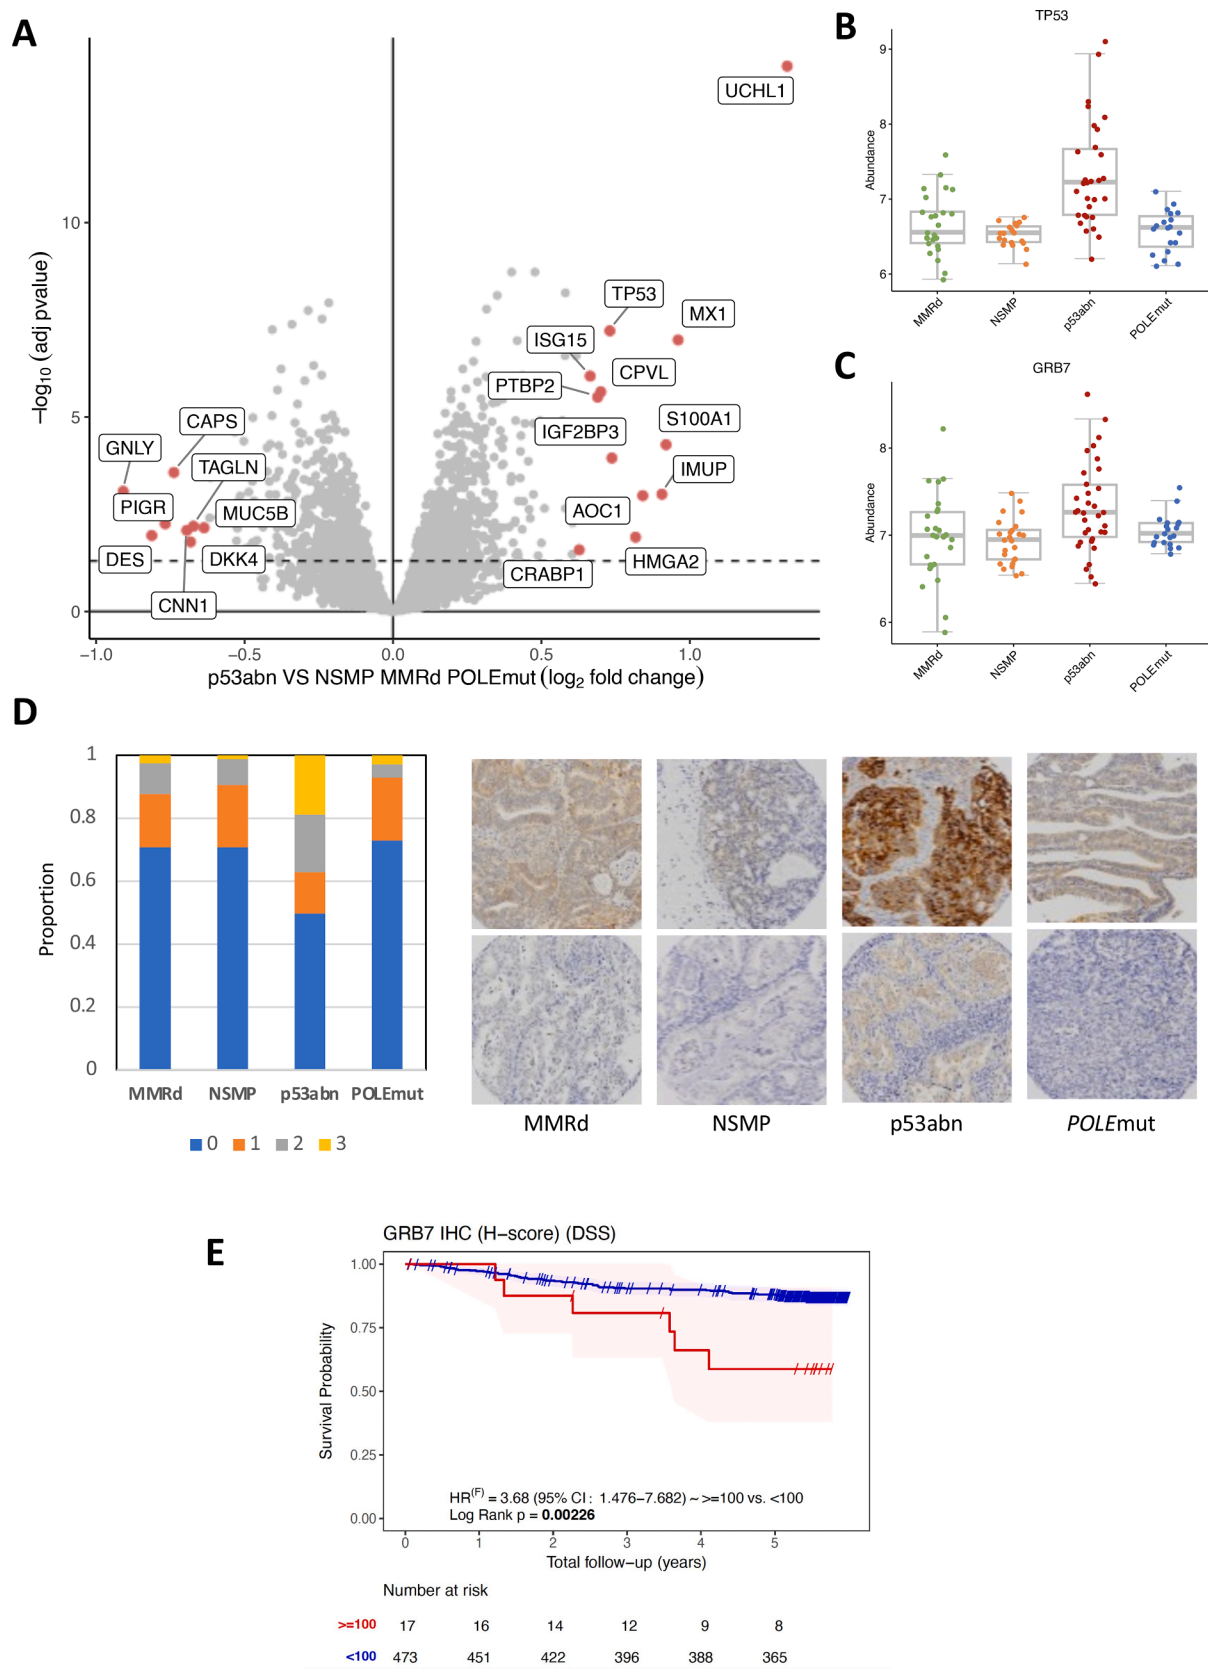 A
−log10 (adj pvalue)
10
5
0
UCHL1
TP53
MX1
ISG15
CPVL
PTBP2
S100A1
IGF2BP3
IMUP
AOC1
HMGA2
CRABP1
CAPS
GNLY
TAGLN
PIGR
MUC5B
DES
DKK4
CNN1
−1.0 −0.5 0.0 0.5 1.0
p53abn VS NSMP MMRd POLEmut (log2 fold change)
B
TP53
Abundance
9
8
7
6
MMRd NSMP p53abn POLEmut
C
GRB7
Abundance
8
7
6
MMRd NSMP p53abn POLEmut
D
Proportion
1
0.8
0.6
0.4
0.2
0
MMRd NSMP p53abn POLEmut
0 1 2 3
MMRd NSMP p53abn POLEmut
E
GRB7 IHC (H−score) (DSS)
Survival Probability
1.00
0.75
0.50
0.25
0.00
HR(F) = 3.68 (95% CI: 1.476−7.682) ~ >=100 vs. <100
Log Rank p = 0.00226
0 1 2 3 4 5
Total follow−up (years)
Number at risk
>=100 17 16 14 12 9 8
<100 473 451 422 396 388 365